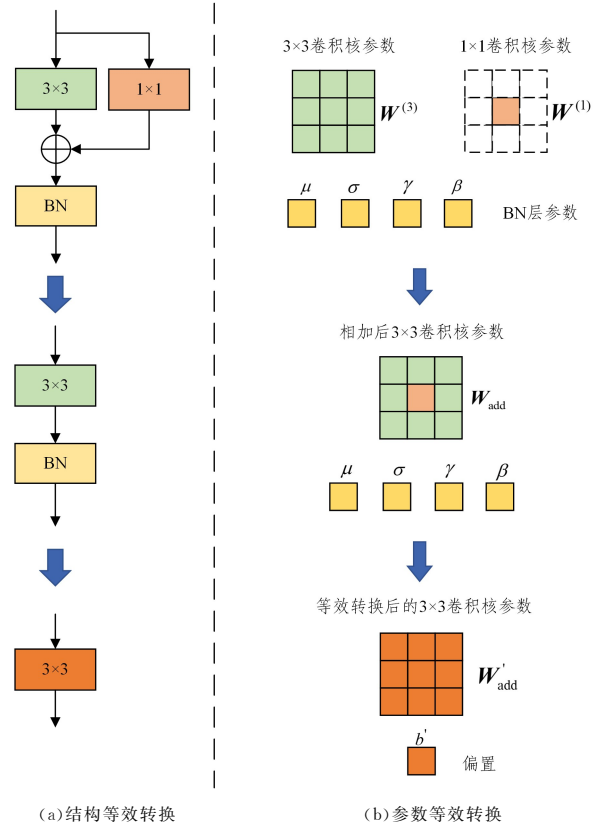 3×3
1×1
BN
3×3
BN
3×3
(a)结构等效转换
3×3卷积核参数
1×1卷积核参数
W(3)
W(1)
μ σ γ β
BN层参数
相加后3×3卷积核参数
Wadd
μ σ γ β
等效转换后的3×3卷积核参数
W'add
b'
偏置
(b)参数等效转换